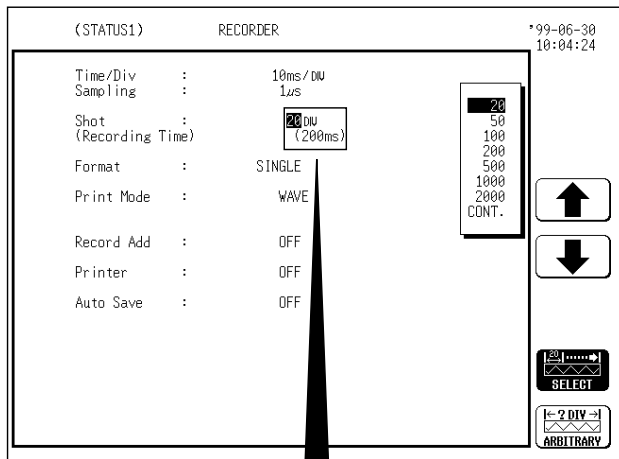 (STATUS1) RECORDER '99-06-30
10:04:24
Time/Div : 10ms/DIV
Sampling : 1µs
Shot : 20 DIV
(Recording Time) (200ms)
Format : SINGLE
Print Mode : WAVE
Record Add : OFF
Printer : OFF
Auto Save : OFF
20
50
100
200
500
1000
2000
CONT.
20
SELECT
? DIV
ARBITRARY